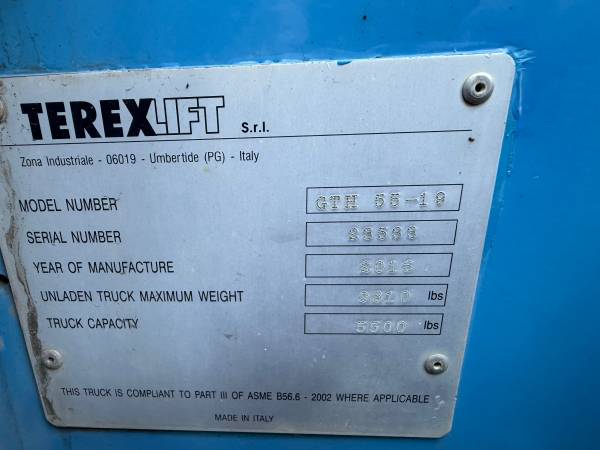 TEREXLIFT S.r.l.
Zona Industriale - 06019 - Umbertide (PG) - Italy
MODEL NUMBER GTH 55-19
SERIAL NUMBER
YEAR OF MANUFACTURE
UNLADEN TRUCK MAXIMUM WEIGHT lbs
TRUCK CAPACITY 5500 lbs
THIS TRUCK IS COMPLIANT TO PART III OF ASME B56.6 - 2002 WHERE APPLICABLE
MADE IN ITALY